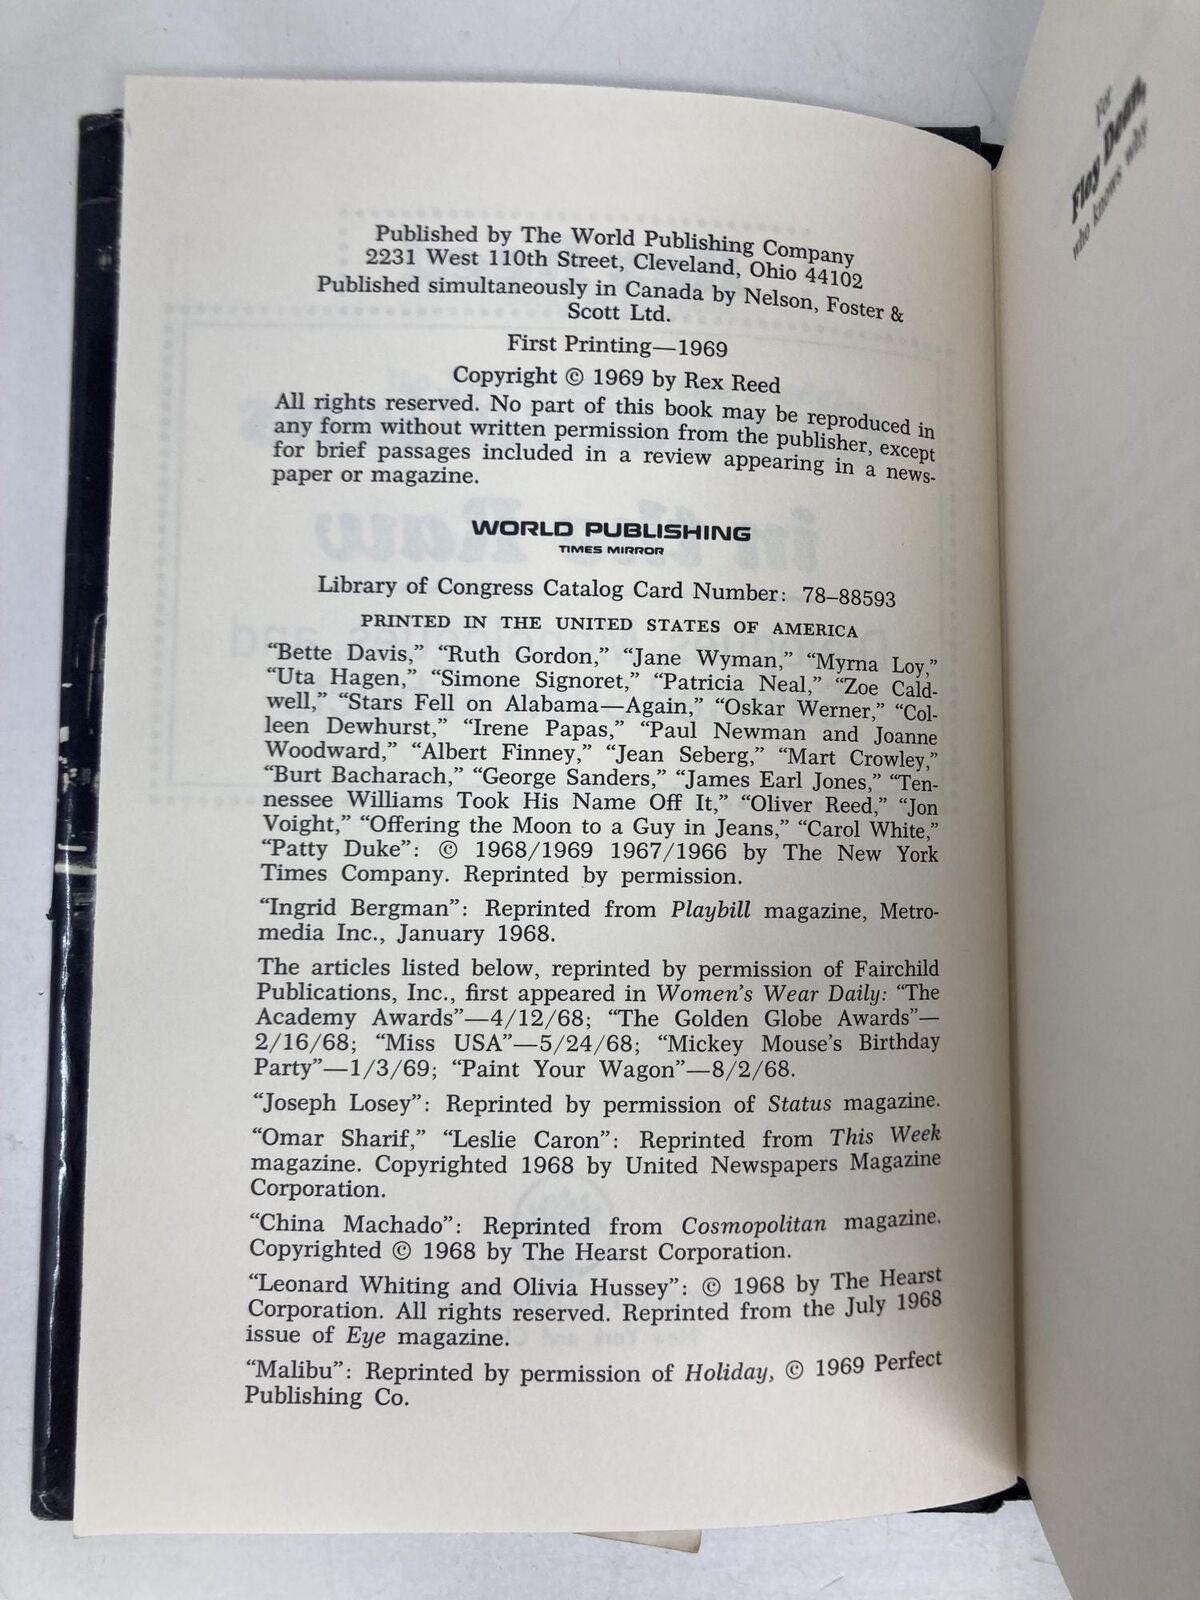 Published by The World Publishing Company
2231 West 110th Street, Cleveland, Ohio 44102
Published simultaneously in Canada by Nelson, Foster &
Scott Ltd.
First Printing—1969
Copyright © 1969 by Rex Reed
All rights reserved. No part of this book may be reproduced in
any form without written permission from the publisher, except
for brief passages included in a review appearing in a news-
paper or magazine.
WORLD PUBLISHING
TIMES MIRROR
Library of Congress Catalog Card Number: 78–88593
PRINTED IN THE UNITED STATES OF AMERICA
“Bette Davis,” “Ruth Gordon,” “Jane Wyman,” “Myrna Loy,”
“Uta Hagen,” “Simone Signoret,” “Patricia Neal,” “Zoe Cald-
well,” “Stars Fell on Alabama—Again,” “Oskar Werner,” “Col-
leen Dewhurst,” “Irene Papas,” “Paul Newman and Joanne
Woodward,” “Albert Finney,” “Jean Seberg,” “Mart Crowley,”
“Burt Bacharach,” “George Sanders,” “James Earl Jones,” “Ten-
nessee Williams Took His Name Off It,” “Oliver Reed,” “Jon
Voight,” “Offering the Moon to a Guy in Jeans,” “Carol White,”
“Patty Duke”: © 1968/1969 1967/1966 by The New York
Times Company. Reprinted by permission.
“Ingrid Bergman”: Reprinted from Playbill magazine, Metro-
media Inc., January 1968.
The articles listed below, reprinted by permission of Fairchild
Publications, Inc., first appeared in Women’s Wear Daily: “The
Academy Awards”—4/12/68; “The Golden Globe Awards”—
2/16/68; “Miss USA”—5/24/68; “Mickey Mouse’s Birthday
Party”—1/3/69; “Paint Your Wagon”—8/2/68.
“Joseph Losey”: Reprinted by permission of Status magazine.
“Omar Sharif,” “Leslie Caron”: Reprinted from This Week
magazine. Copyrighted 1968 by United Newspapers Magazine
Corporation.
“China Machado”: Reprinted from Cosmopolitan magazine.
Copyrighted © 1968 by The Hearst Corporation.
“Leonard Whiting and Olivia Hussey”: © 1968 by The Hearst
Corporation. All rights reserved. Reprinted from the July 1968
issue of Eye magazine.
“Malibu”: Reprinted by permission of Holiday, © 1969 Perfect
Publishing Co.
For
Floy Dean,
who knows why
in the Raw